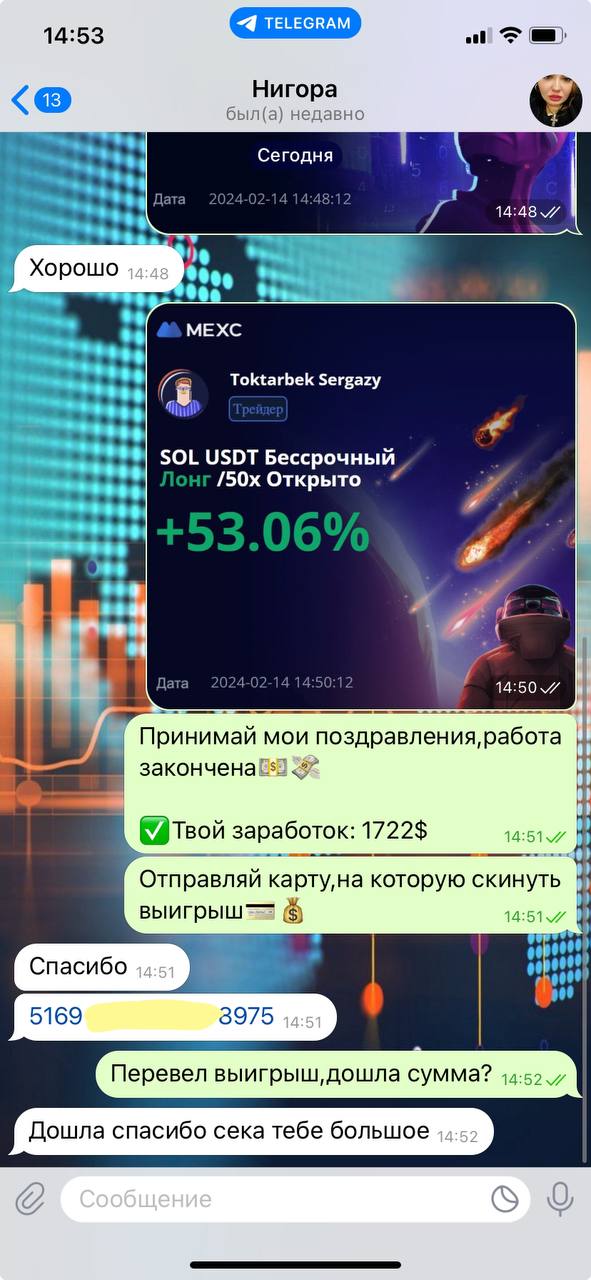 14:53
TELEGRAM
13
Нигора
был(а) недавно
Сегодня
Дата 2024-02-14 14:48:12
14:48
Хорошо 14:48
MEXC
Toktarbek Sergazy
Трейдер
SOL USDT Бессрочный
Лонг /50x Открыто
+53.06%
Дата 2024-02-14 14:50:12
14:50
Принимай мои поздравления,работа
закончена💵💸
✅Твой заработок: 1722$ 14:51
Отправляй карту,на которую скинуть
выигрыш💳💰 14:51
Спасибо 14:51
5169 8975 14:51
Перевел выигрыш,дошла сумма? 14:52
Дошла спасибо сека тебе большое 14:52
Сообщение